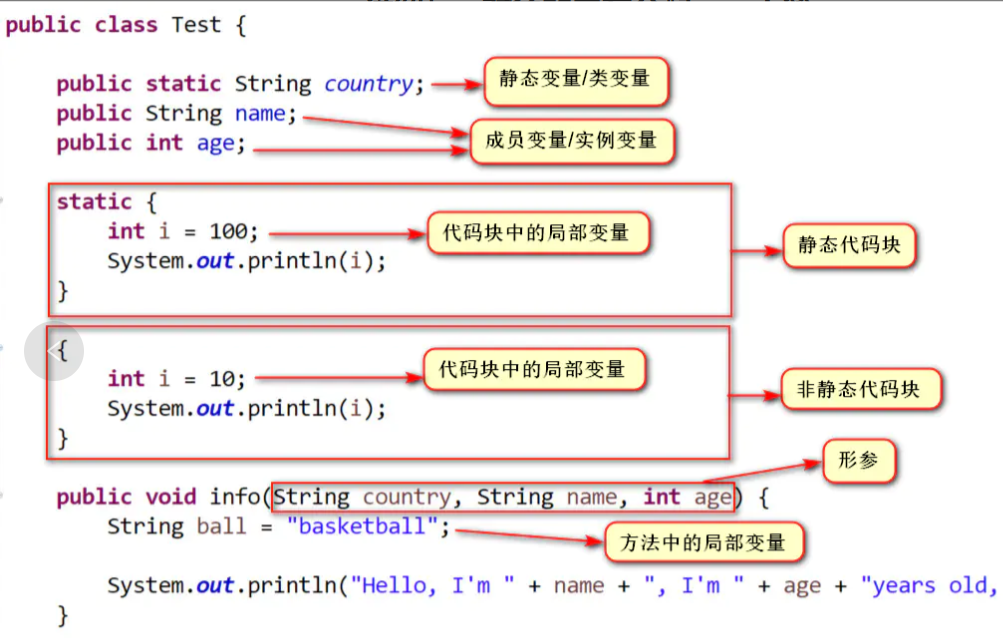 public class Test {
public static String country; 静态变量/类变量
public String name;
public int age; 成员变量/实例变量
static {
int i = 100; 代码块中的局部变量
System.out.println(i); 静态代码块
}
{
int i = 10; 代码块中的局部变量
System.out.println(i); 非静态代码块
}
形参
public void info(String country, String name, int age) {
String ball = "basketball"; 方法中的局部变量
System.out.println("Hello, I'm " + name + ", I'm " + age + "years old,
}